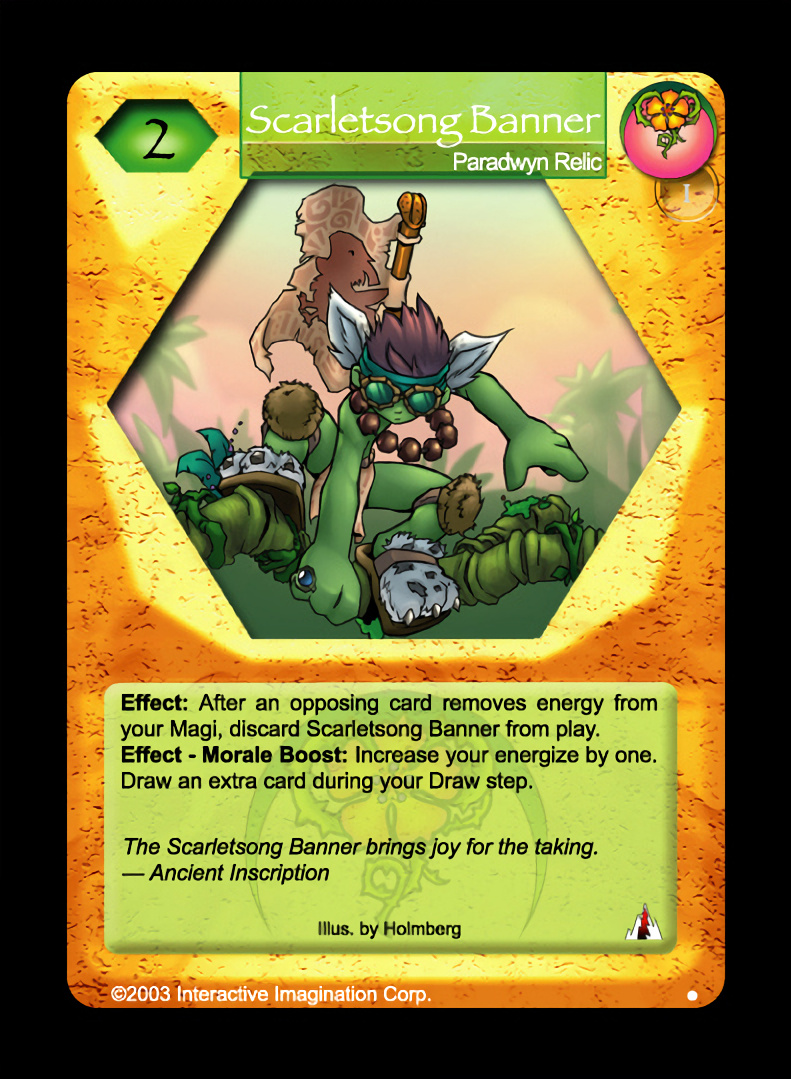 2
Scarletsong Banner
Paradwyn Relic
1
Effect: After an opposing card removes energy from
your Magi, discard Scarletsong Banner from play.
Effect - Morale Boost: Increase your energize by one.
Draw an extra card during your Draw step.
The Scarletsong Banner brings joy for the taking.
— Ancient Inscription
Illus. by Holmberg
©2003 Interactive Imagination Corp.